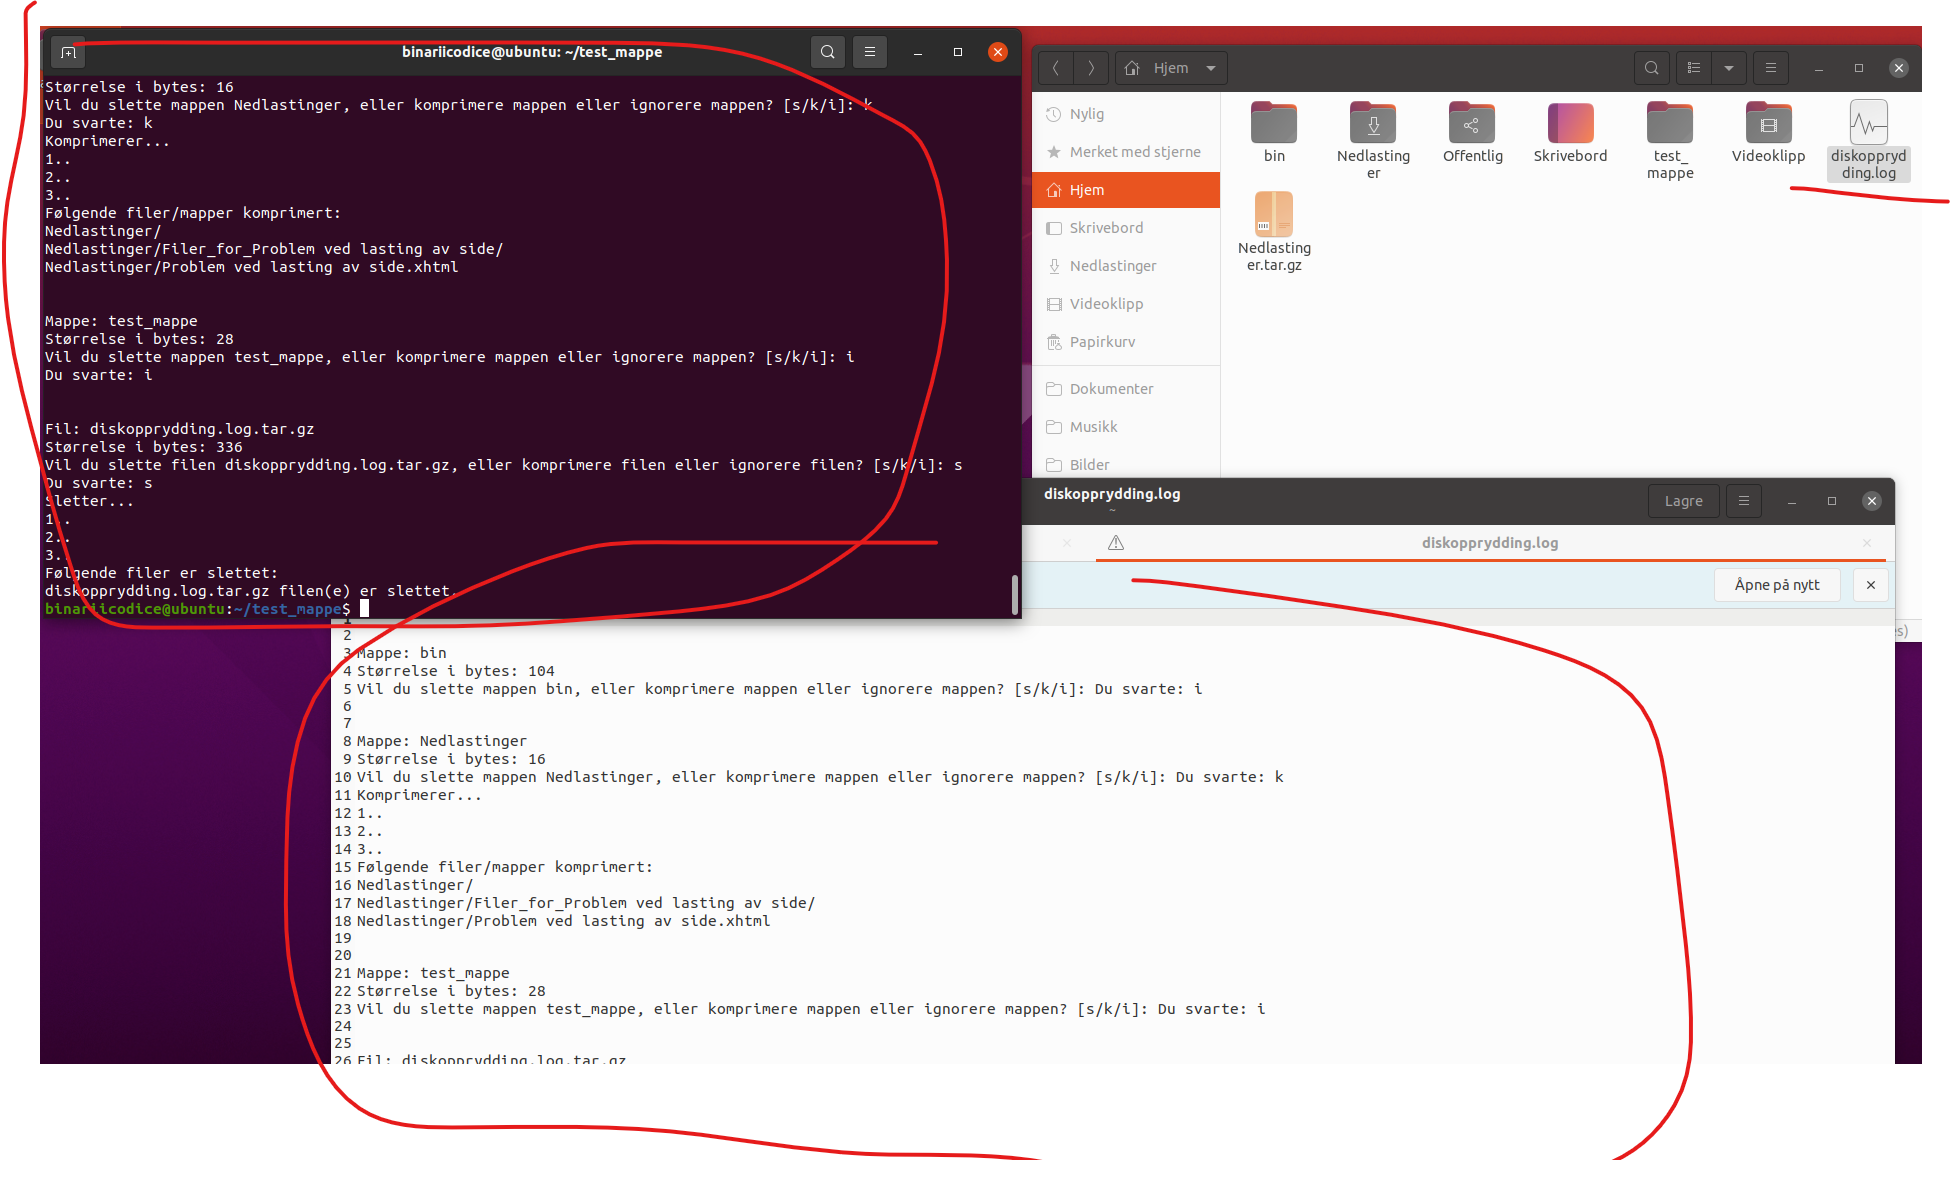 binariicodice@ubuntu: ~/test_mappe
Størrelse i bytes: 16
Vil du slette mappen Nedlastinger, eller komprimere mappen eller ignorere mappen? [s/k/i]: k
Du svarte: k
Komprimerer...
1..
2..
3..
Følgende filer/mapper komprimert:
Nedlastinger/
Nedlastinger/Filer_for_Problem ved lasting av side/
Nedlastinger/Problem ved lasting av side.xhtml
Mappe: test_mappe
Størrelse i bytes: 28
Vil du slette mappen test_mappe, eller komprimere mappen eller ignorere mappen? [s/k/i]: i
Du svarte: i
Fil: diskopprydding.log.tar.gz
Størrelse i bytes: 336
Vil du slette filen diskopprydding.log.tar.gz, eller komprimere filen eller ignorere filen? [s/k/i]: s
Du svarte: s
Sletter...
1..
2..
3..
Følgende filer er slettet:
diskopprydding.log.tar.gz filen(e) er slettet.
binariicodice@ubuntu:~/test_mappe$
Hjem
Nylig
Merket med stjerne
Hjem
Skrivebord
Nedlastinger
Videoklipp
Papirkurv
Dokumenter
Musikk
Bilder
bin
Nedlasting
er
Offentlig
Skrivebord
test_
mappe
Videoklipp
diskoppryd
ding.log
Nedlasting
er.tar.gz
diskopprydding.log
~
Lagre
diskopprydding.log
Åpne på nytt
es)
1
2
3 Mappe: bin
4 Størrelse i bytes: 104
5 Vil du slette mappen bin, eller komprimere mappen eller ignorere mappen? [s/k/i]: Du svarte: i
6
7
8 Mappe: Nedlastinger
9 Størrelse i bytes: 16
10 Vil du slette mappen Nedlastinger, eller komprimere mappen eller ignorere mappen? [s/k/i]: Du svarte: k
11 Komprimerer...
12 1..
13 2..
14 3..
15 Følgende filer/mapper komprimert:
16 Nedlastinger/
17 Nedlastinger/Filer_for_Problem ved lasting av side/
18 Nedlastinger/Problem ved lasting av side.xhtml
19
20
21 Mappe: test_mappe
22 Størrelse i bytes: 28
23 Vil du slette mappen test_mappe, eller komprimere mappen eller ignorere mappen? [s/k/i]: Du svarte: i
24
25
26 Fil: diskopprydding.log.tar.gz